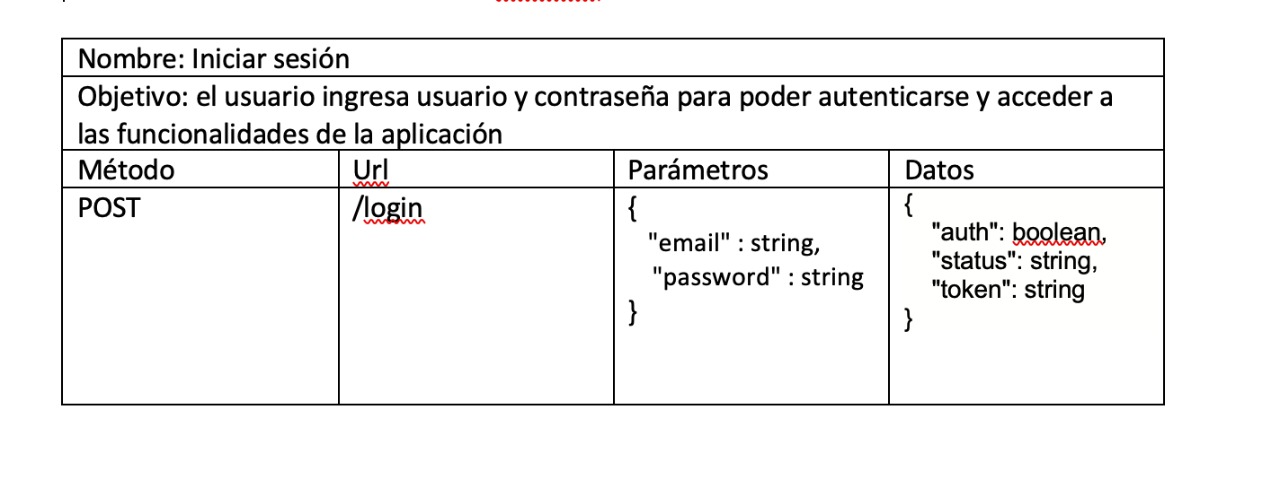 Nombre: Iniciar sesión
Objetivo: el usuario ingresa usuario y contraseña para poder autenticarse y acceder a
las funcionalidades de la aplicación
Método Url Parámetros Datos
POST /login { {
"email" : string, "auth": boolean,
"password" : string "status": string,
} "token": string
}